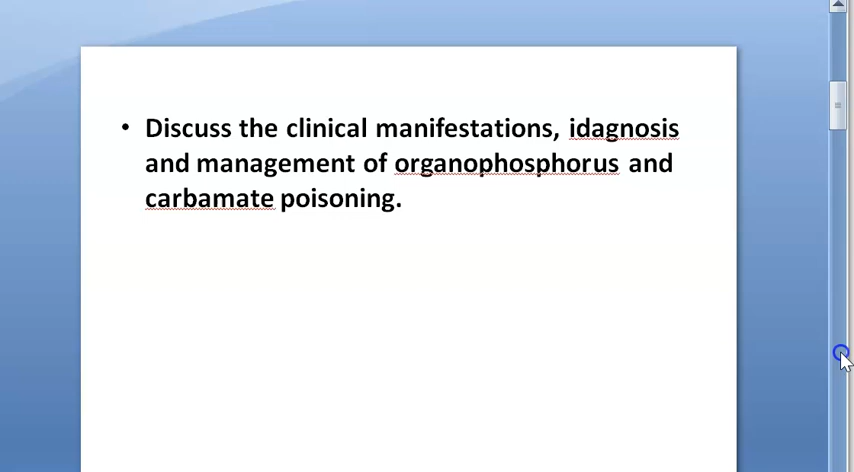 • Discuss the clinical manifestations, idagnosis
and management of organophosphorus and
carbamate poisoning.